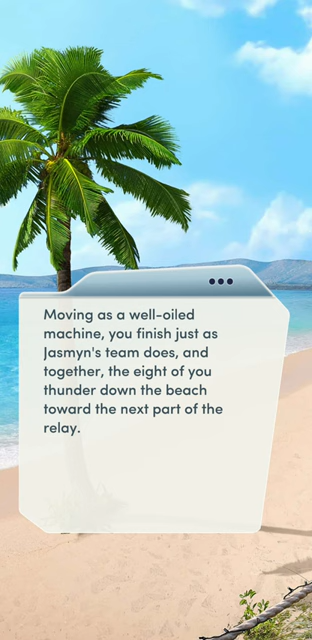 Moving as a well-oiled
machine, you finish just as
Jasmyn's team does, and
together, the eight of you
thunder down the beach
toward the next part of the
relay.